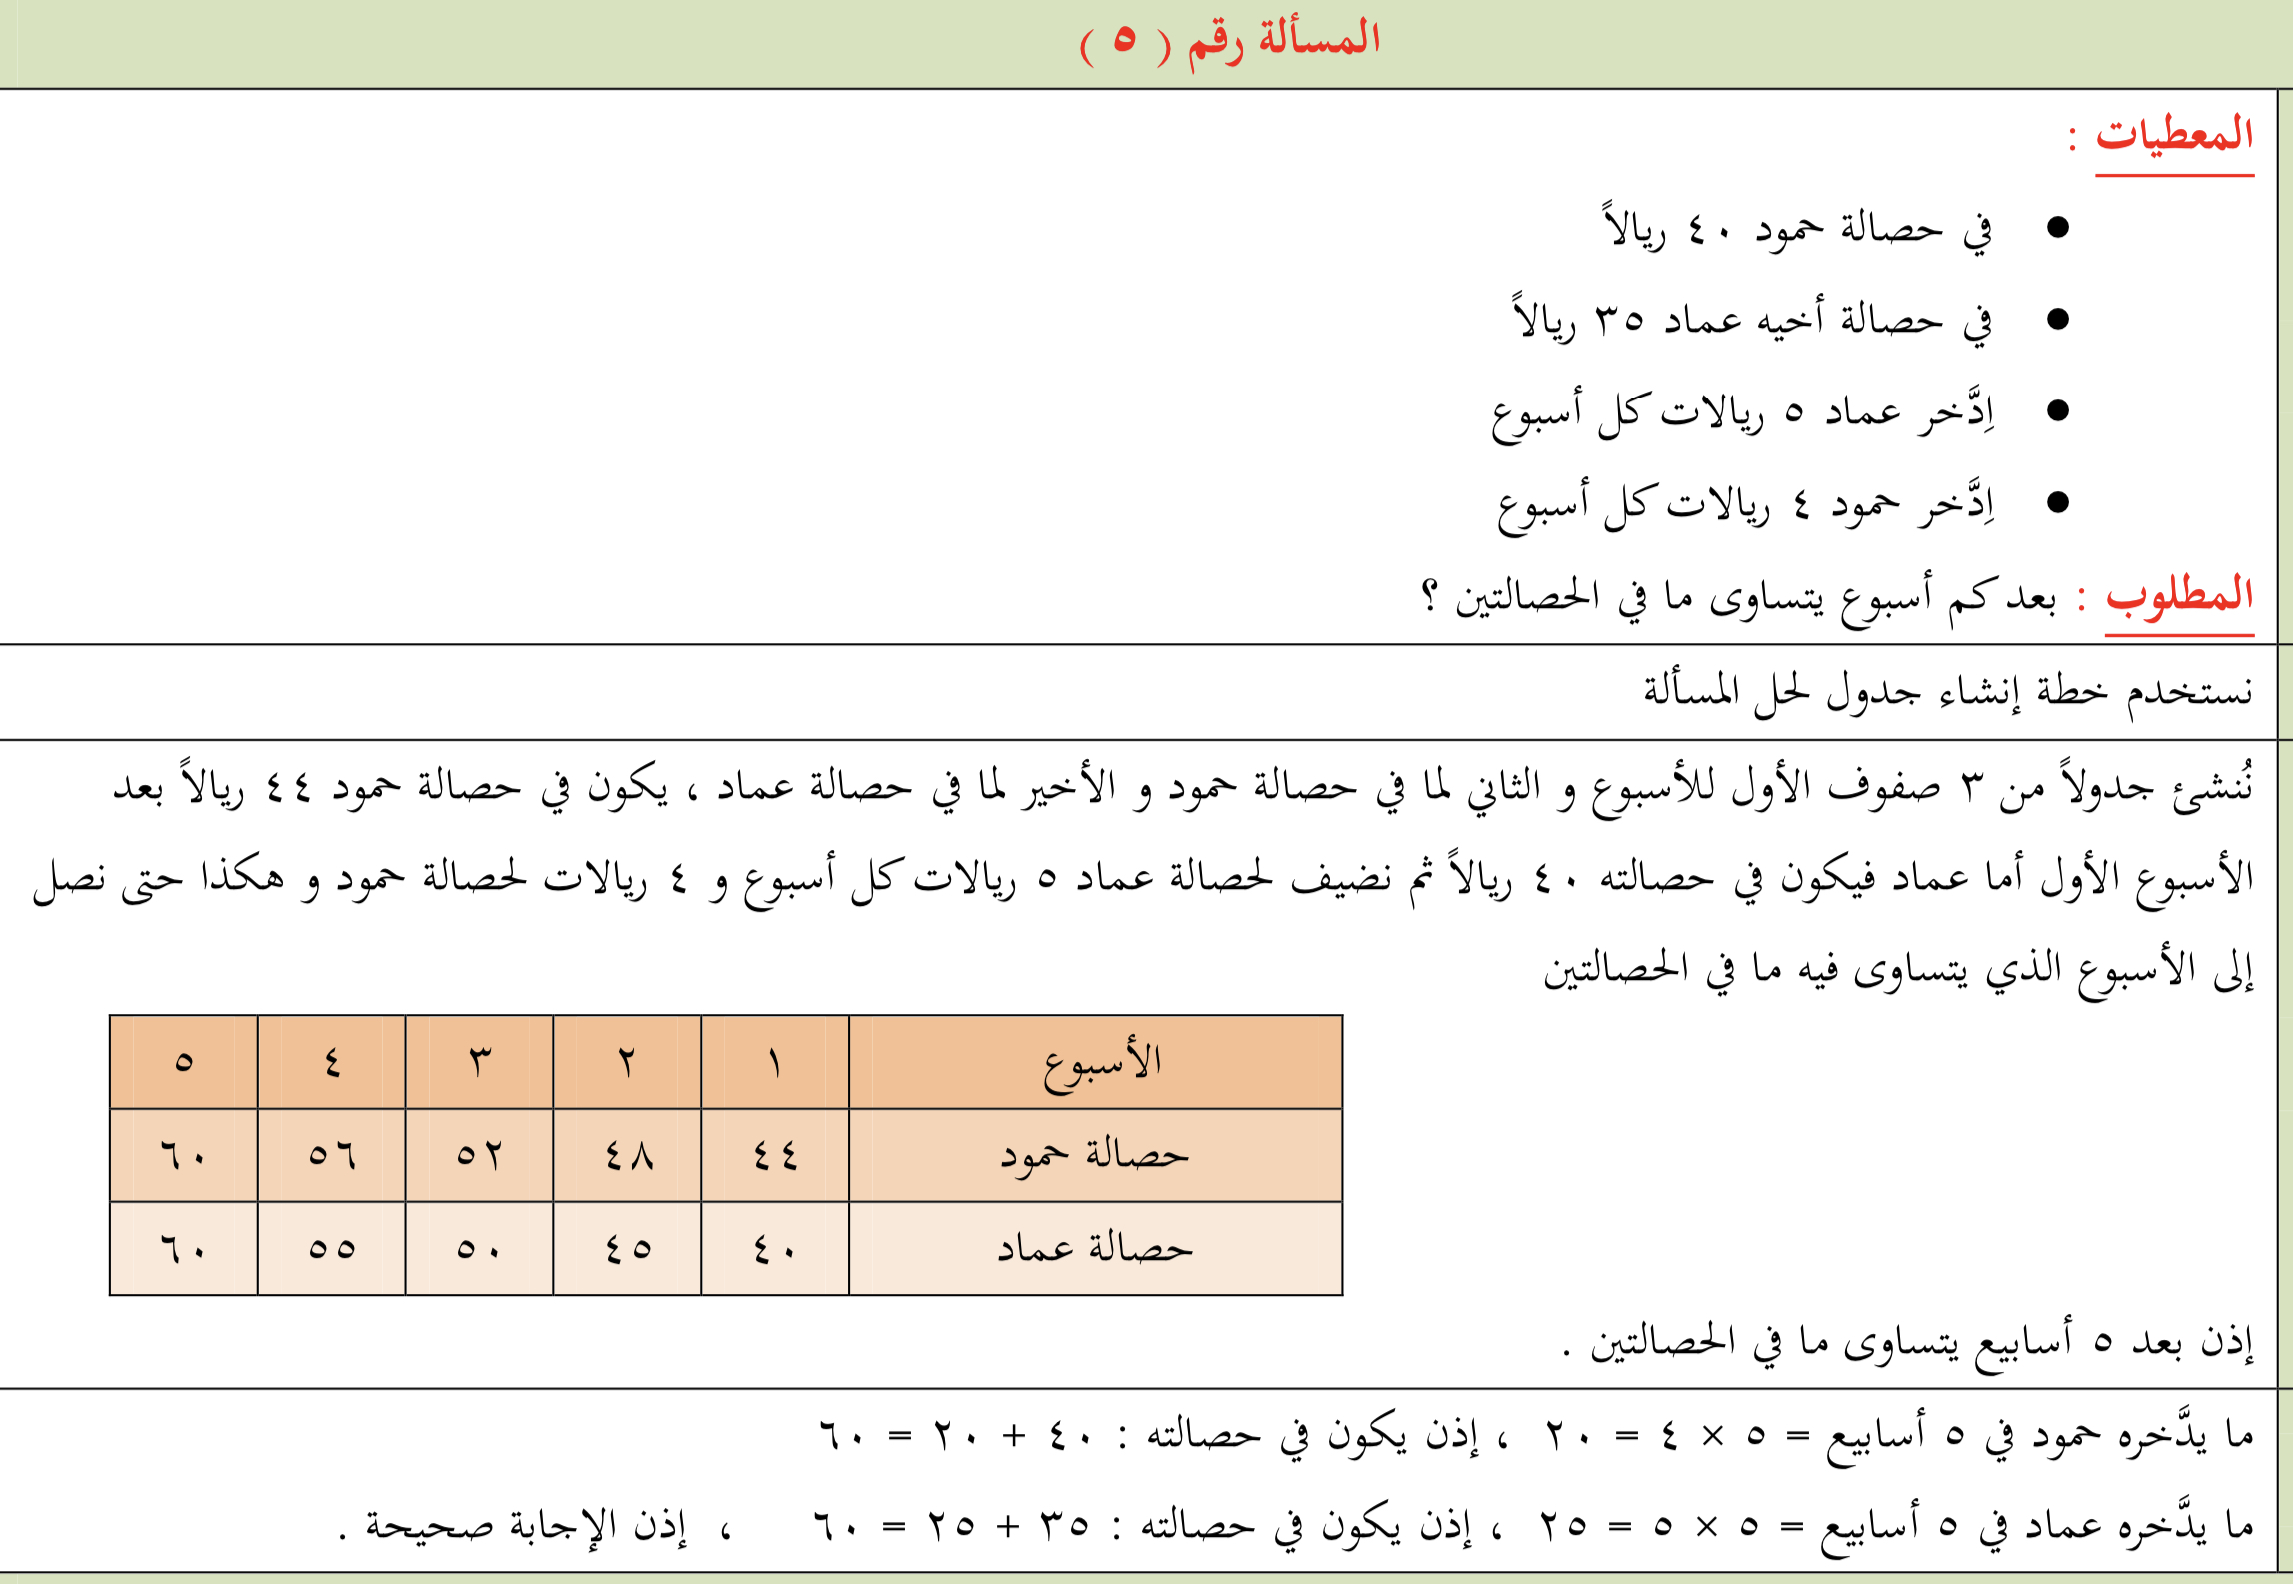 المسألة رقم ( ٥ )
المعطيات :
● في حصالة حمود ٤٠ ريالاً
● في حصالة أخيه عماد ٣٥ ريالاً
● اِدَّخر عماد ٥ ريالات كل أسبوع
● اِدَّخر حمود ٤ ريالات كل أسبوع
المطلوب : بعد كم أسبوع يتساوى ما في الحصالتين ؟
نستخدم خطة إنشاء جدول لحل المسألة
نُنشئ جدولاً من ٣ صفوف الأول للأسبوع و الثاني لما في حصالة حمود و الأخير لما في حصالة عماد ، يكون في حصالة حمود ٤٤ ريالاً بعد
الأسبوع الأول أما عماد فيكون في حصالته ٤٠ ريالاً ثم نضيف لحصالة عماد ٥ ريالات كل أسبوع و ٤ ريالات لحصالة حمود و هكذا حتى نصل
إلى الأسبوع الذي يتساوى فيه ما في الحصالتين
الأسبوع ١ ٢ ٣ ٤ ٥
حصالة حمود ٤٤ ٤٨ ٥٢ ٥٦ ٦٠
حصالة عماد ٤٠ ٤٥ ٥٠ ٥٥ ٦٠
إذن بعد ٥ أسابيع يتساوى ما في الحصالتين .
ما يدَّخره حمود في ٥ أسابيع = ٥ × ٤ = ٢٠ ، إذن يكون في حصالته : ٤٠ + ٢٠ = ٦٠
ما يدَّخره عماد في ٥ أسابيع = ٥ × ٥ = ٢٥ ، إذن يكون في حصالته : ٣٥ + ٢٥ = ٦٠ ، إذن الإجابة صحيحة .